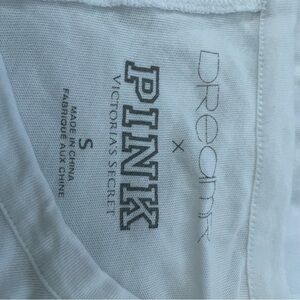 DReamr
x
PINK
VICTORIA'S SECRET
S
MADE IN CHINA
FABRIQUÉ AUX CHINE